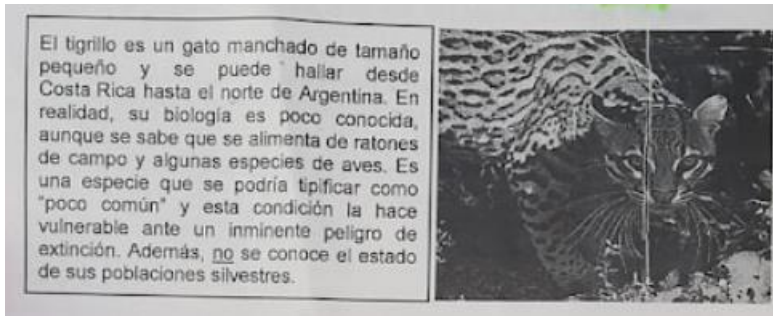 El tigrillo es un gato manchado de tamaño
pequeño y se puede hallar desde
Costa Rica hasta el norte de Argentina. En
realidad, su biología es poco conocida,
aunque se sabe que se alimenta de ratones
de campo y algunas especies de aves. Es
una especie que se podría tipificar como
"poco común" y esta condición la hace
vulnerable ante un inminente peligro de
extinción. Además, no se conoce el estado
de sus poblaciones silvestres.